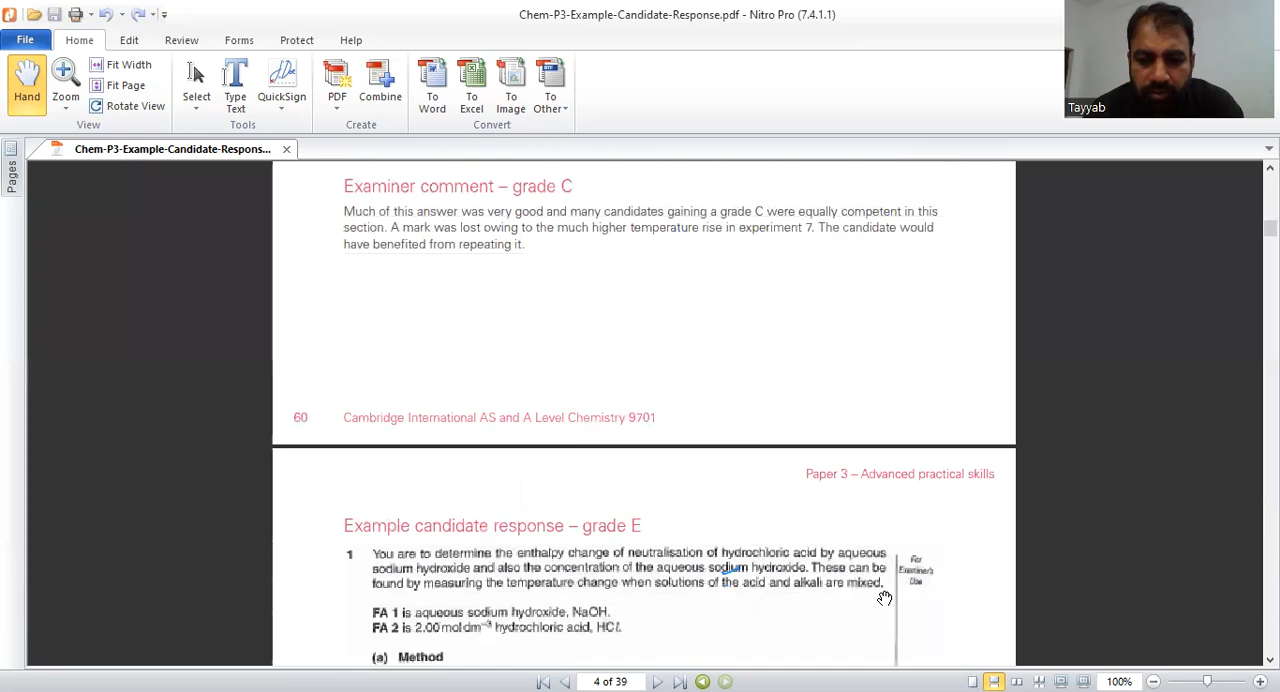 Chem-P3-Example-Candidate-Response.pdf - Nitro Pro (7.4.1.1)
File Home Edit Review Forms Protect Help
Hand
Zoom
Fit Width
Fit Page
Rotate View
View
Select
Type Text
QuickSign
Tools
PDF
Combine
Create
To Word
To Excel
To Image
To Other
Convert
Tayyab
Chem-P3-Example-Candidate-Respons...
Pages
Examiner comment – grade C
Much of this answer was very good and many candidates gaining a grade C were equally competent in this
section. A mark was lost owing to the much higher temperature rise in experiment 7. The candidate would
have benefited from repeating it.
60 Cambridge International AS and A Level Chemistry 9701
Paper 3 – Advanced practical skills
Example candidate response – grade E
1 You are to determine the enthalpy change of neutralisation of hydrochloric acid by aqueous
sodium hydroxide and also the concentration of the aqueous sodium hydroxide. These can be
found by measuring the temperature change when solutions of the acid and alkali are mixed.
For
Examiner's
Use
FA 1 is aqueous sodium hydroxide, NaOH.
FA 2 is 2.00 mol dm⁻³ hydrochloric acid, HCl.
(a) Method
4 of 39
100%